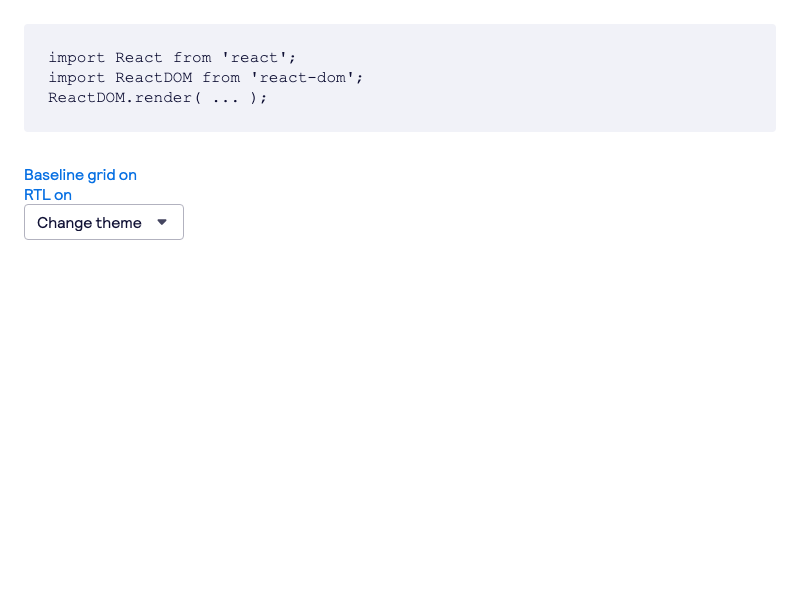 import React from 'react';
import ReactDOM from 'react-dom';
ReactDOM.render( ... );
Baseline grid on
RTL on
Change theme